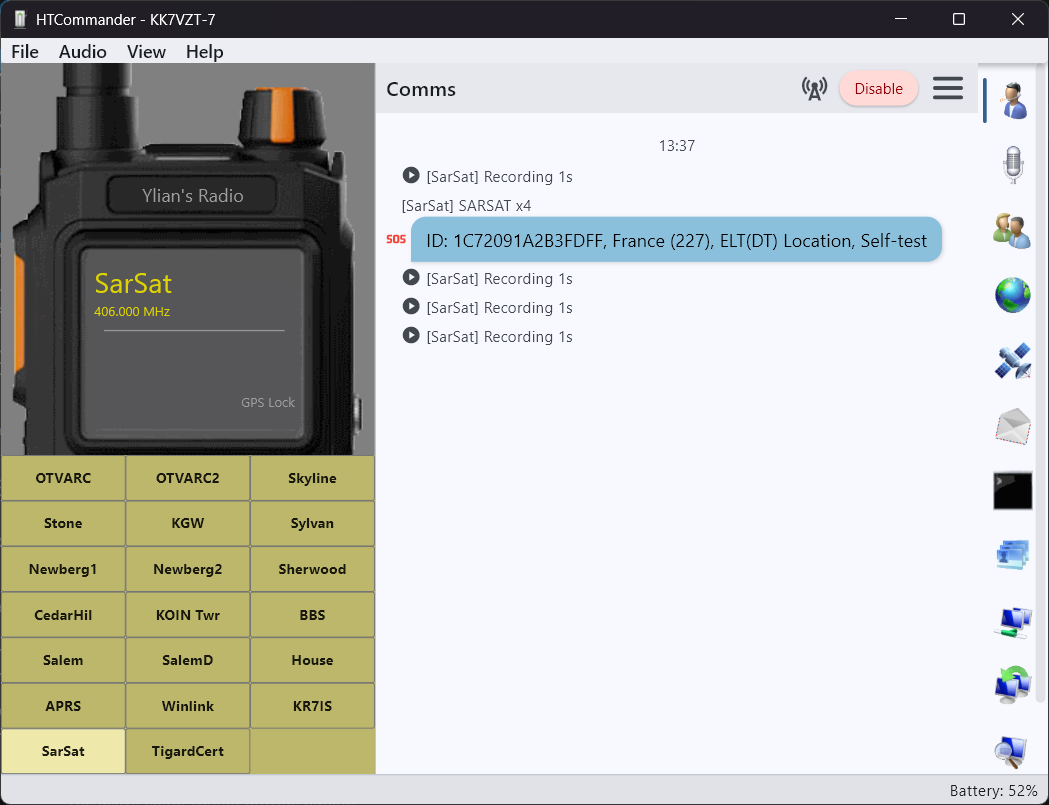 HTCommander - KK7VZT-7
File Audio View Help
Ylian's Radio
SarSat
406.000 MHz
GPS Lock
OTVARC OTVARC2 Skyline
Stone KGW Sylvan
Newberg1 Newberg2 Sherwood
CedarHil KOIN Twr BBS
Salem SalemD House
APRS Winlink KR7IS
SarSat TigardCert
Comms Disable
13:37
[SarSat] Recording 1s
[SarSat] SARSAT x4
SOS ID: 1C72091A2B3FDFF, France (227), ELT(DT) Location, Self-test
[SarSat] Recording 1s
[SarSat] Recording 1s
[SarSat] Recording 1s
Battery: 52%